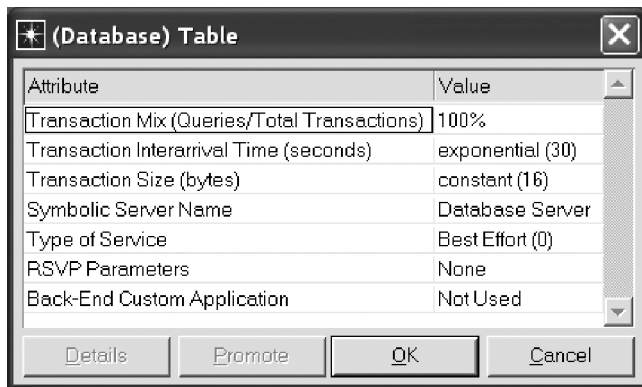 (Database) Table
Attribute Value
Transaction Mix (Queries/Total Transactions) 100%
Transaction Interarrival Time (seconds) exponential (30)
Transaction Size (bytes) constant (16)
Symbolic Server Name Database Server
Type of Service Best Effort (0)
RSVP Parameters None
Back-End Custom Application Not Used
Details Promote OK Cancel